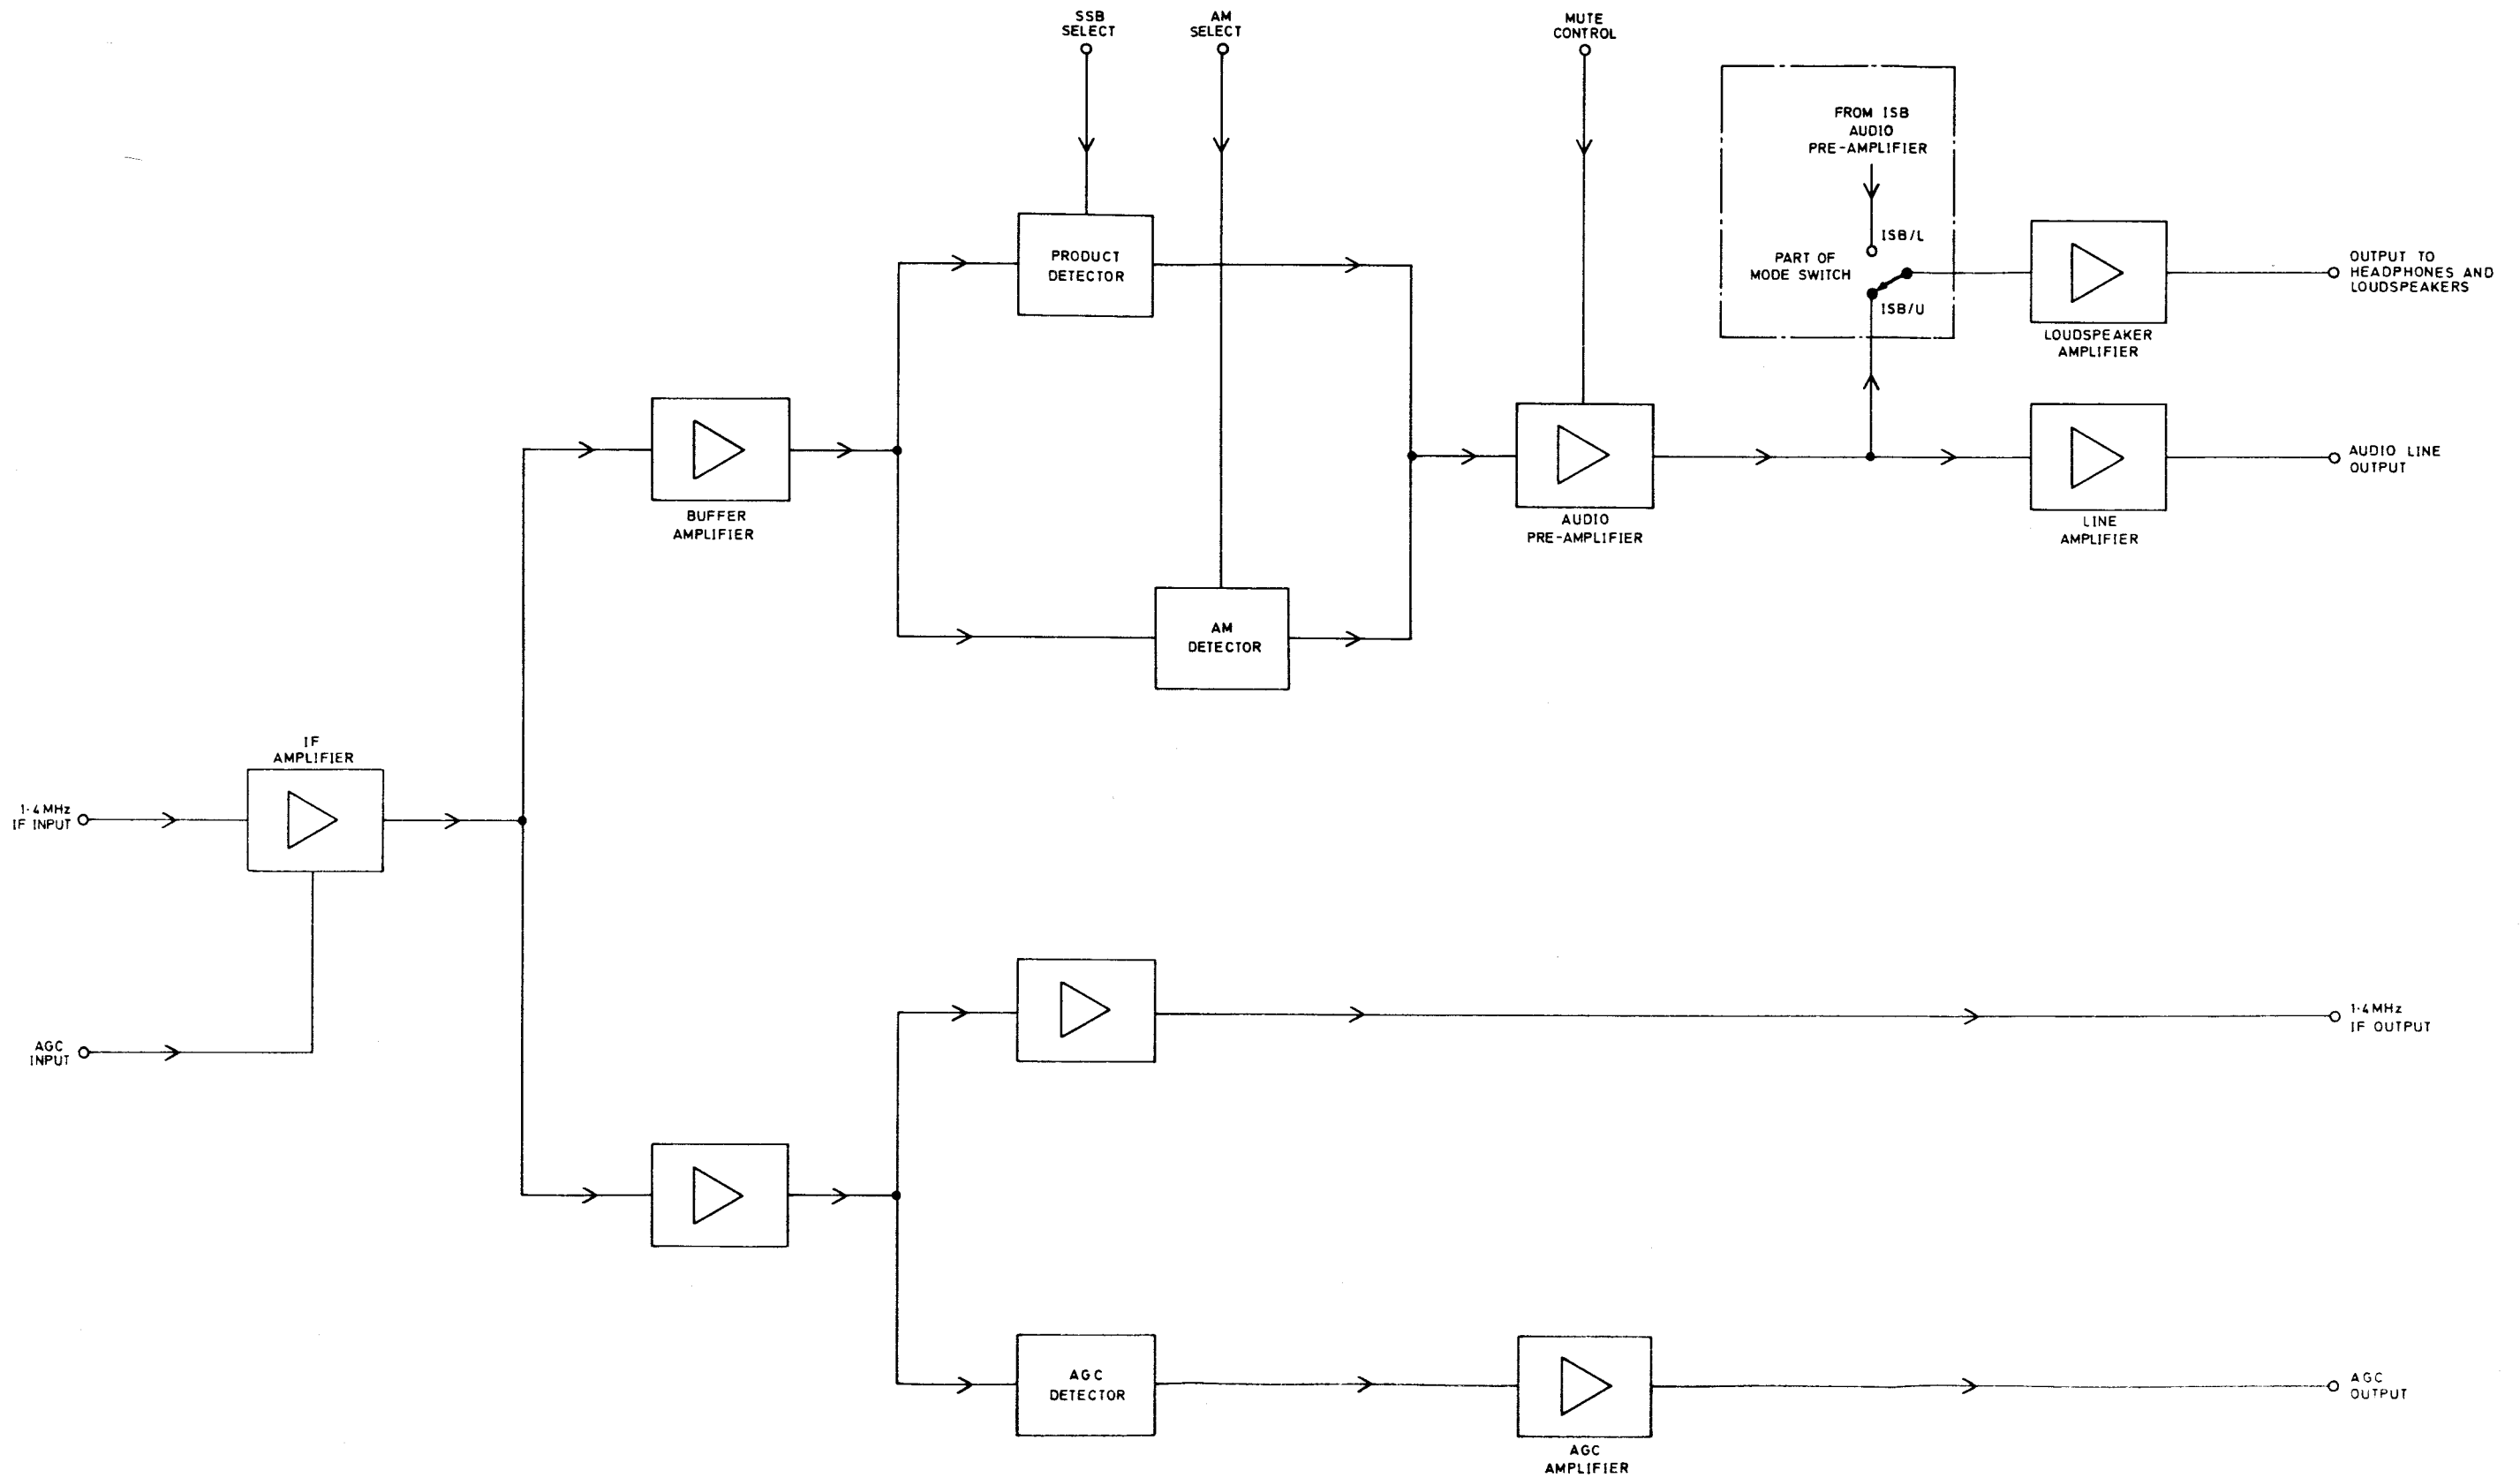 SSB
SELECT
AM
SELECT
MUTE
CONTROL
FROM ISB
AUDIO
PRE-AMPLIFIER
ISB/L
PART OF
MODE SWITCH
ISB/U
LOUDSPEAKER
AMPLIFIER
OUTPUT TO
HEADPHONES AND
LOUDSPEAKERS
PRODUCT
DETECTOR
BUFFER
AMPLIFIER
AUDIO
PRE-AMPLIFIER
LINE
AMPLIFIER
AUDIO LINE
OUTPUT
AM
DETECTOR
IF
AMPLIFIER
1·4MHz
IF INPUT
AGC
INPUT
1·4MHz
IF OUTPUT
AGC
DETECTOR
AGC
AMPLIFIER
AGC
OUTPUT